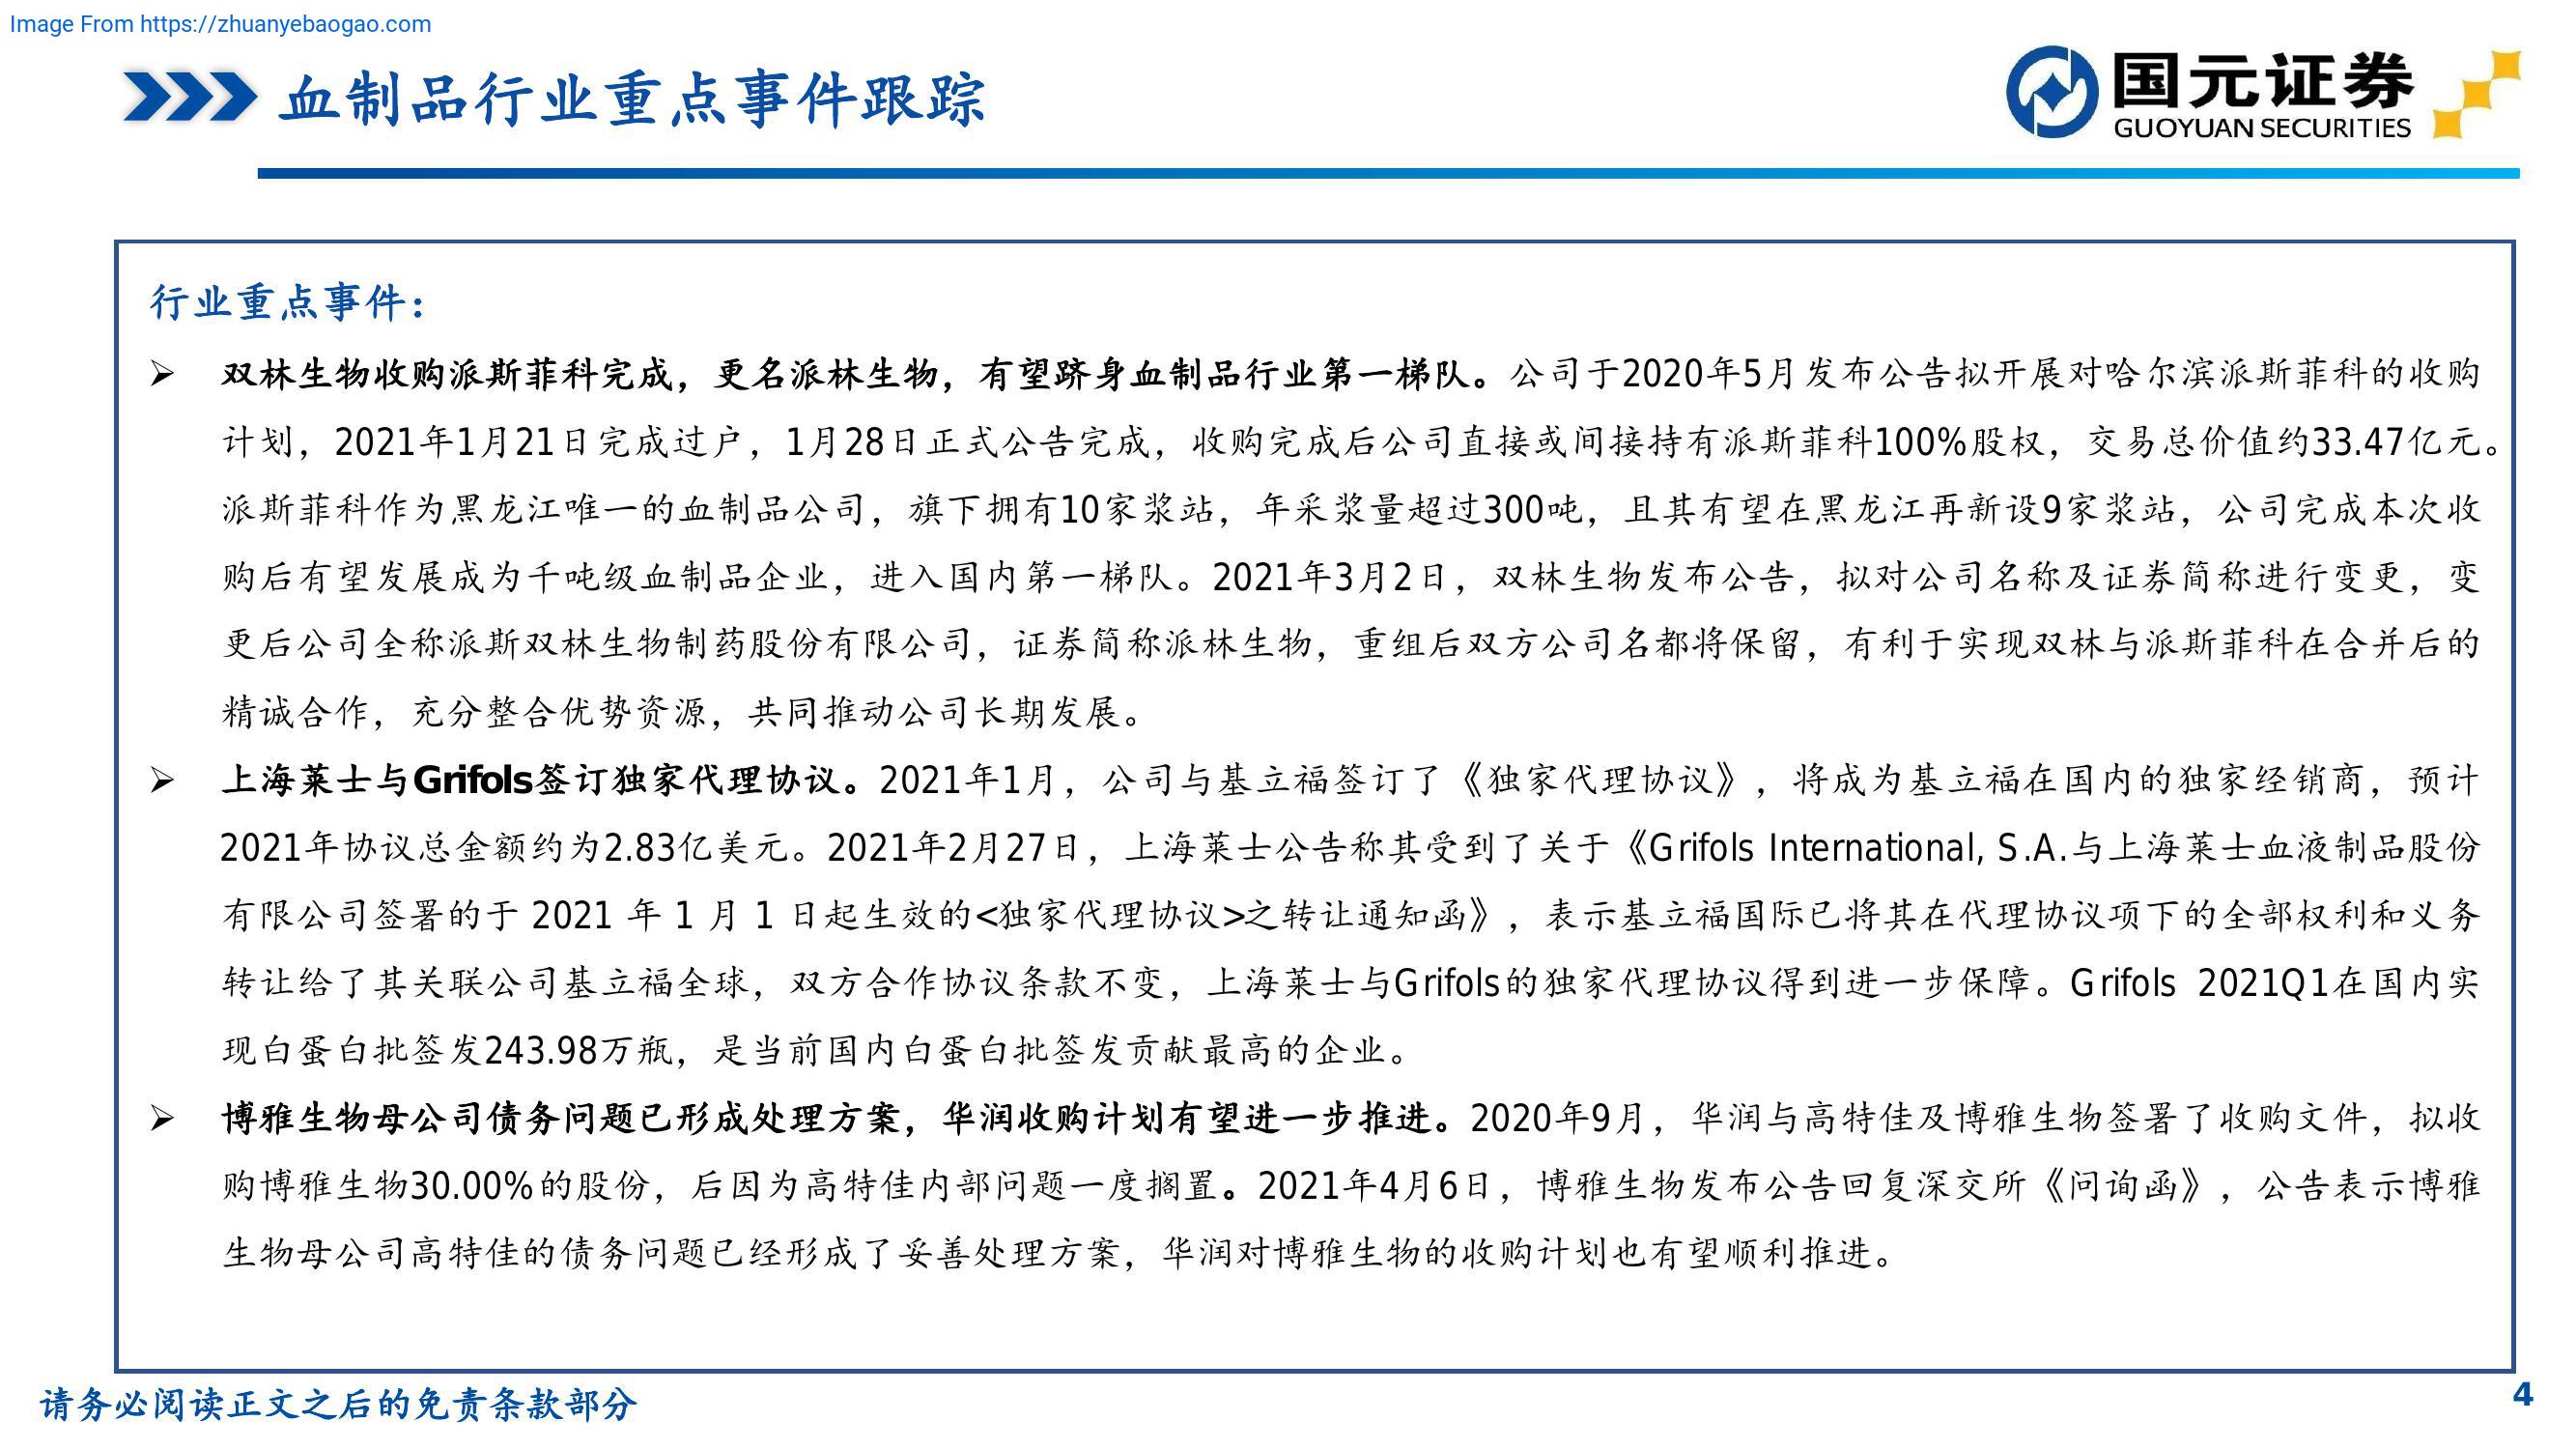 Image From https://zhuanyebaogao.com
血制品行业重点事件跟踪
国元证券
GUOYUAN SECURITIES
行业重点事件：
➢ 双林生物收购派斯菲科完成，更名派林生物，有望跻身血制品行业第一梯队。公司于2020年5月发布公告拟开展对哈尔滨派斯菲科的收购
计划，2021年1月21日完成过户，1月28日正式公告完成，收购完成后公司直接或间接持有派斯菲科100%股权，交易总价值约33.47亿元。
派斯菲科作为黑龙江唯一的血制品公司，旗下拥有10家浆站，年采浆量超过300吨，且其有望在黑龙江再新设9家浆站，公司完成本次收
购后有望发展成为千吨级血制品企业，进入国内第一梯队。2021年3月2日，双林生物发布公告，拟对公司名称及证券简称进行变更，变
更后公司全称派斯双林生物制药股份有限公司，证券简称派林生物，重组后双方公司名都将保留，有利于实现双林与派斯菲科在合并后的
精诚合作，充分整合优势资源，共同推动公司长期发展。
➢ 上海莱士与Grifols签订独家代理协议。2021年1月，公司与基立福签订了《独家代理协议》，将成为基立福在国内的独家经销商，预计
2021年协议总金额约为2.83亿美元。2021年2月27日，上海莱士公告称其受到了关于《Grifols International, S.A.与上海莱士血液制品股份
有限公司签署的于 2021 年 1 月 1 日起生效的<独家代理协议>之转让通知函》，表示基立福国际已将其在代理协议项下的全部权利和义务
转让给了其关联公司基立福全球，双方合作协议条款不变，上海莱士与Grifols的独家代理协议得到进一步保障。Grifols 2021Q1在国内实
现白蛋白批签发243.98万瓶，是当前国内白蛋白批签发贡献最高的企业。
➢ 博雅生物母公司债务问题已形成处理方案，华润收购计划有望进一步推进。2020年9月，华润与高特佳及博雅生物签署了收购文件，拟收
购博雅生物30.00%的股份，后因为高特佳内部问题一度搁置。2021年4月6日，博雅生物发布公告回复深交所《问询函》，公告表示博雅
生物母公司高特佳的债务问题已经形成了妥善处理方案，华润对博雅生物的收购计划也有望顺利推进。
请务必阅读正文之后的免责条款部分
4